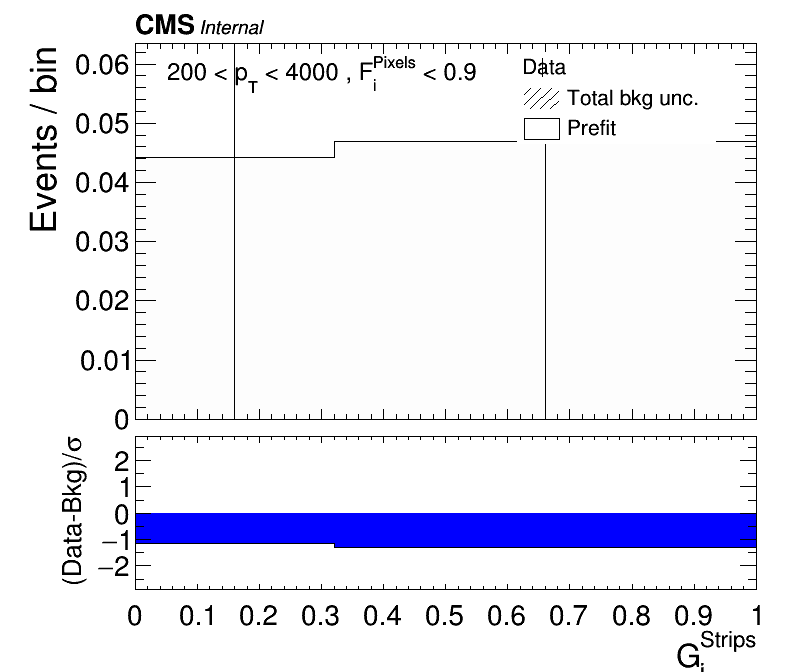 CMS Internal
200 < p_T < 4000 , F_i^Pixels < 0.9
Data
Total bkg unc.
Prefit
Events / bin
0.06
0.05
0.04
0.03
0.02
0.01
0
(Data-Bkg)/σ
2
1
0
−1
−2
0 0.1 0.2 0.3 0.4 0.5 0.6 0.7 0.8 0.9 1
G_i^Strips